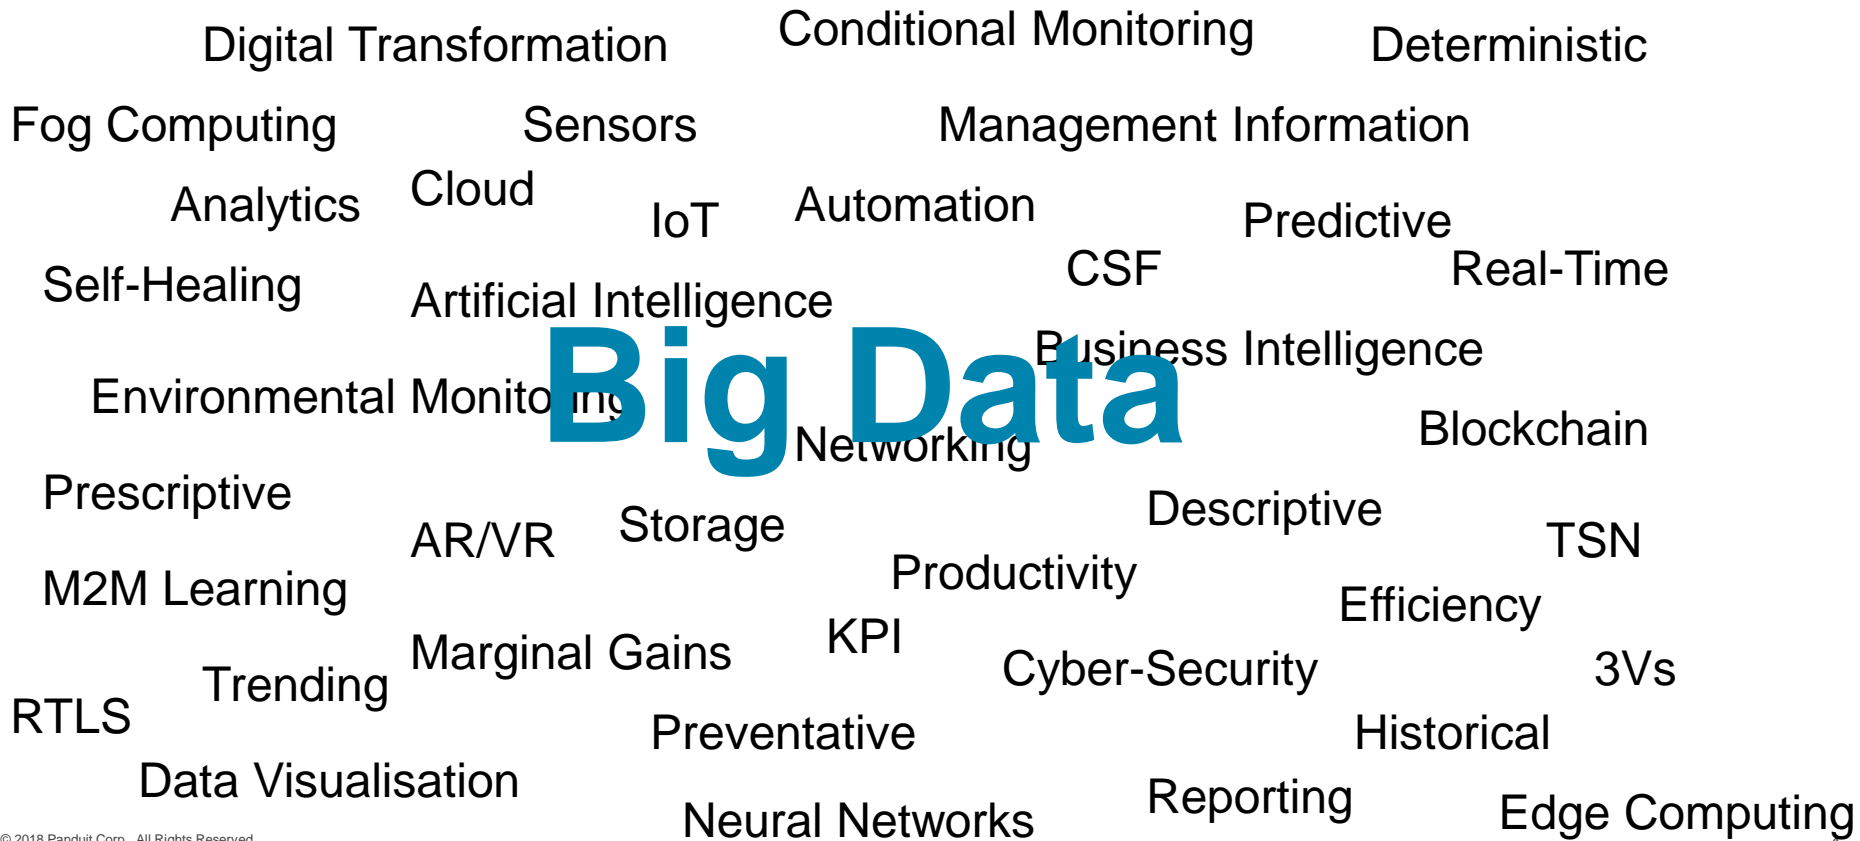 Digital Transformation
Conditional Monitoring
Deterministic
Fog Computing
Sensors
Management Information
Analytics
Cloud
IoT
Automation
Predictive
Self-Healing
Artificial Intelligence
CSF
Real-Time
Big Data
Business Intelligence
Environmental Monitoring
Networking
Blockchain
Prescriptive
AR/VR
Storage
Descriptive
TSN
M2M Learning
Productivity
Efficiency
Marginal Gains
KPI
Cyber-Security
3Vs
Trending
RTLS
Preventative
Historical
Data Visualisation
Neural Networks
Reporting
Edge Computing
© 2018 Panduit Corp. All Rights Reserved